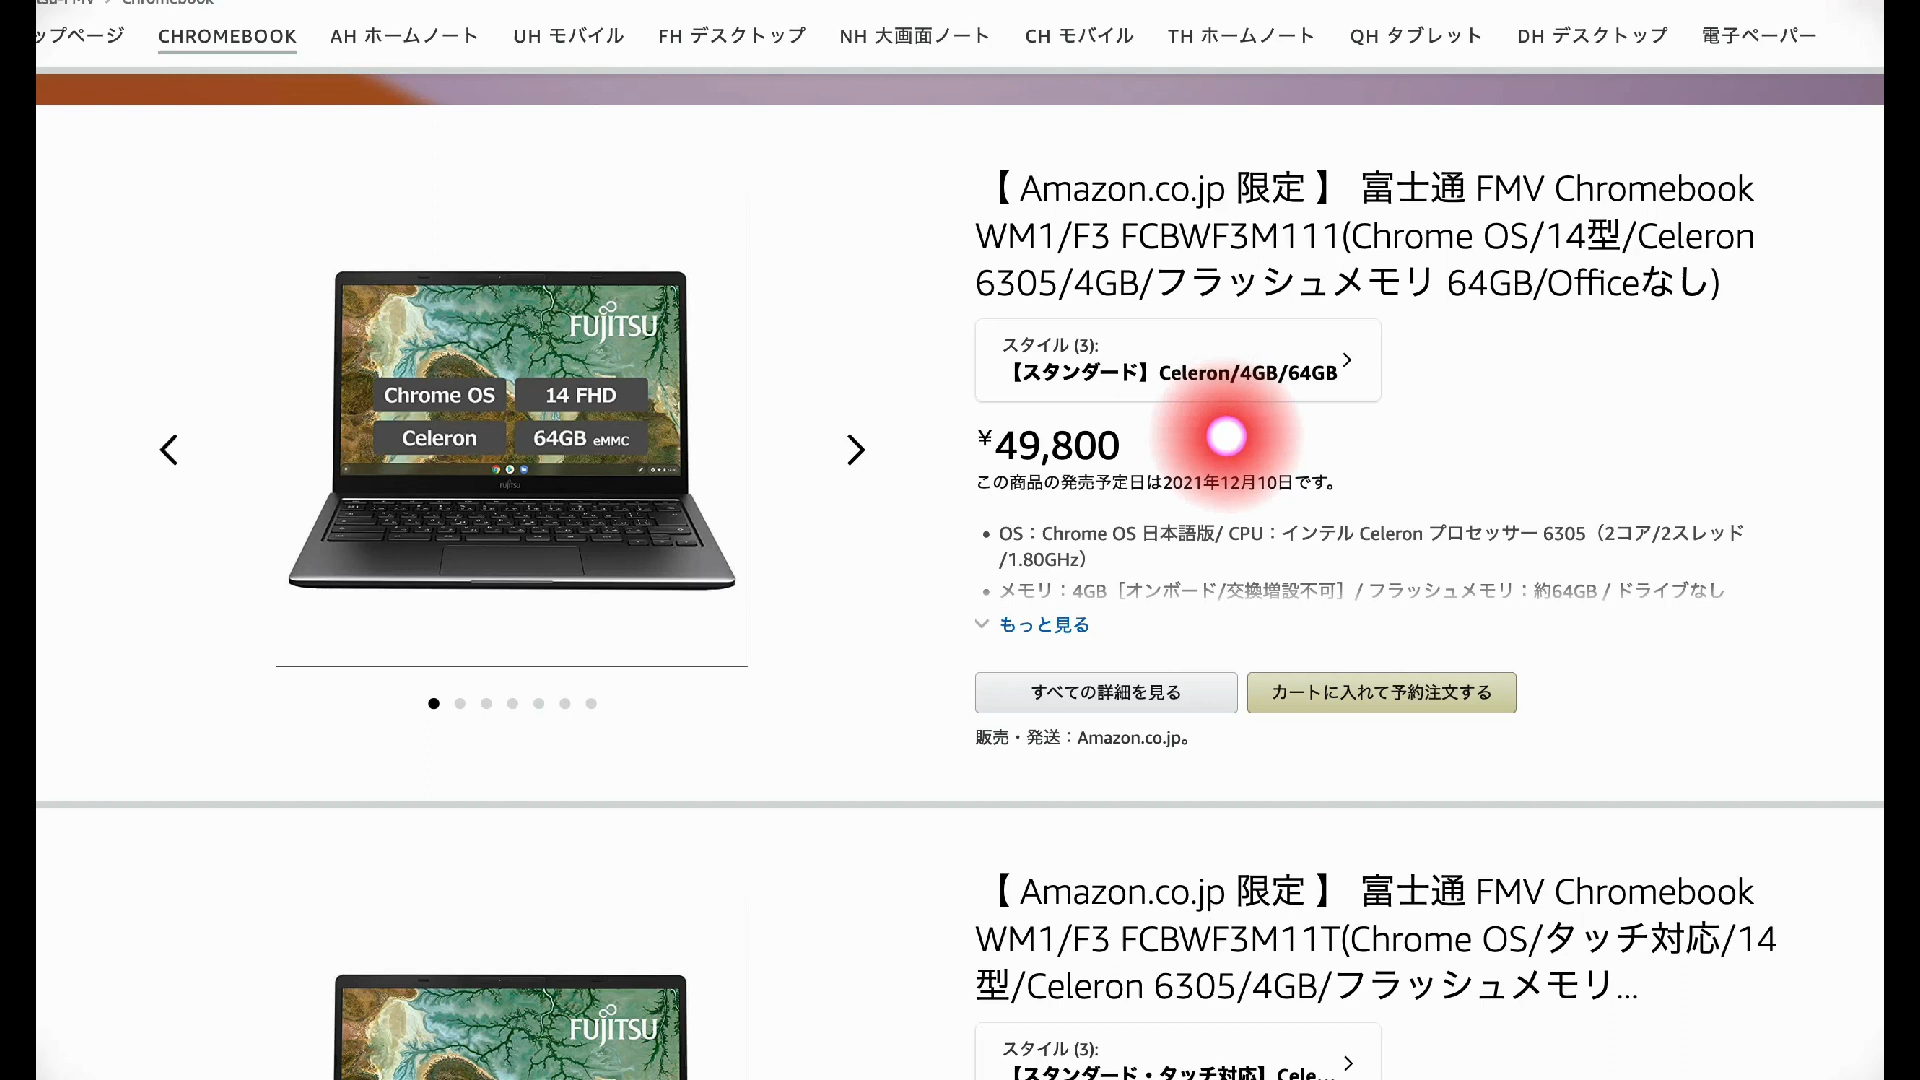 Chromebook
ップページ
CHROMEBOOK
AH ホームノート
UH モバイル
FH デスクトップ
NH 大画面ノート
CH モバイル
TH ホームノート
QH タブレット
DH デスクトップ
電子ペーパー
FUJITSU
Chrome OS
14 FHD
Celeron
64GB eMMC
FUJITSU
【 Amazon.co.jp 限定 】 富士通 FMV Chromebook
WM1/F3 FCBWF3M111(Chrome OS/14型/Celeron
6305/4GB/フラッシュメモリ 64GB/Officeなし)
スタイル (3):
【スタンダード】Celeron/4GB/64GB
¥49,800
この商品の発売予定日は2021年12月10日です。
• OS：Chrome OS 日本語版/ CPU：インテル Celeron プロセッサー 6305（2コア/2スレッド
/1.80GHz）
• メモリ：4GB［オンボード/交換増設不可］/ フラッシュメモリ：約64GB / ドライブなし
もっと見る
すべての詳細を見る
カートに入れて予約注文する
販売・発送：Amazon.co.jp。
FUJITSU
【 Amazon.co.jp 限定 】 富士通 FMV Chromebook
WM1/F3 FCBWF3M11T(Chrome OS/タッチ対応/14
型/Celeron 6305/4GB/フラッシュメモリ...
スタイル (3):
【スタンダード・タッチ対応】Cele...